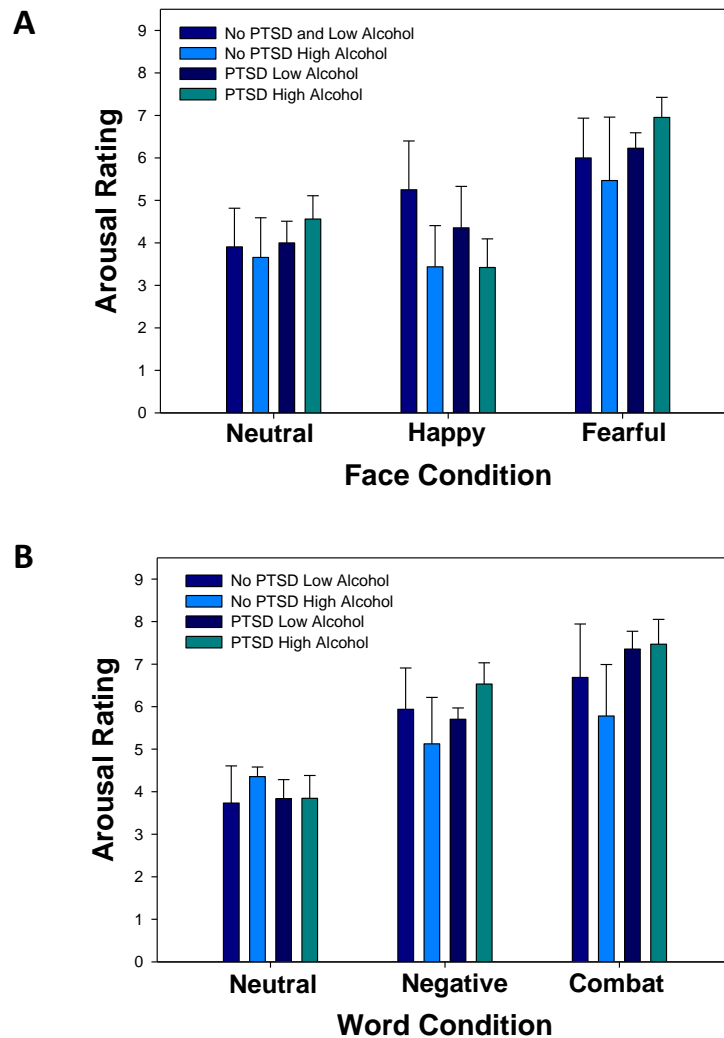 A
9
8
7
6
5
4
3
2
1
0
Arousal Rating
No PTSD and Low Alcohol
No PTSD High Alcohol
PTSD Low Alcohol
PTSD High Alcohol
Neutral Happy Fearful
Face Condition
B
9
8
7
6
5
4
3
2
1
0
Arousal Rating
No PTSD Low Alcohol
No PTSD High Alcohol
PTSD Low Alcohol
PTSD High Alcohol
Neutral Negative Combat
Word Condition